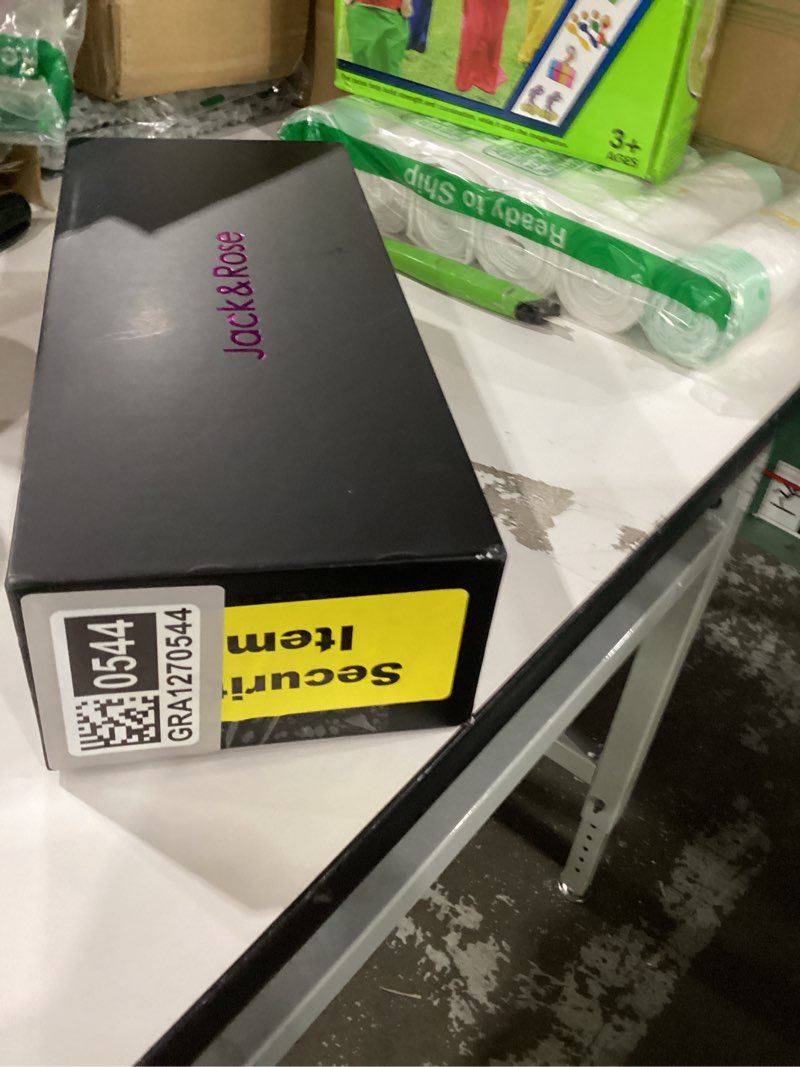 3+
AGES
Ready to Ship
Jack&Rose
0544
GRA1270544
Securi
Item